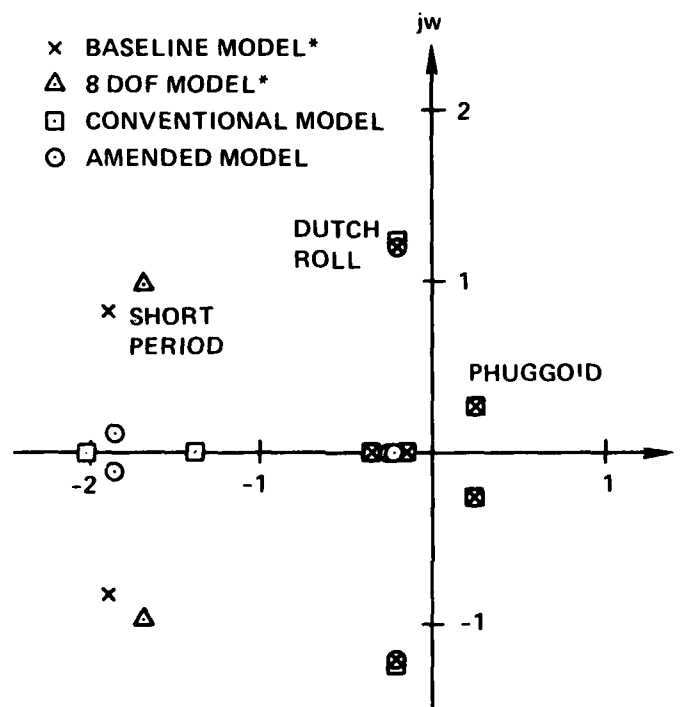 jw
× BASELINE MODEL*
△ 8 DOF MODEL*
□ CONVENTIONAL MODEL
○ AMENDED MODEL
2
DUTCH
ROLL
1
SHORT
PERIOD
PHUGGOID
-2
-1
1
-1